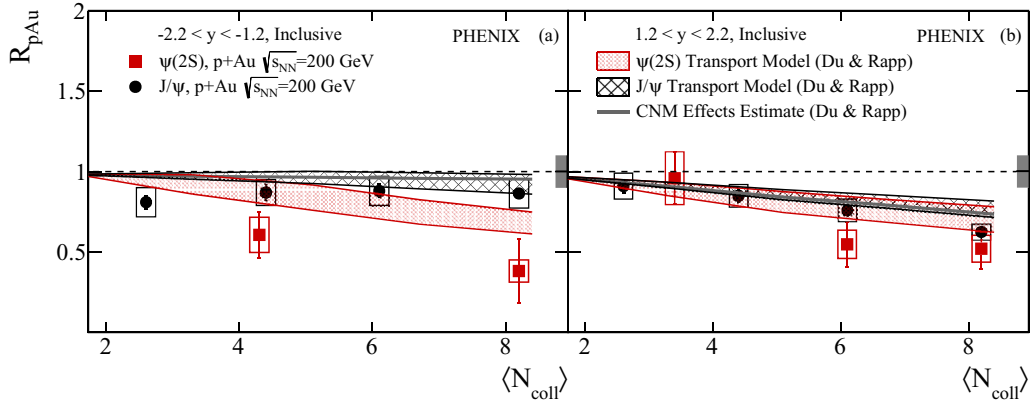 R_pAu
2
1.5
1
0.5
-2.2 < y < -1.2, Inclusive PHENIX (a)
ψ(2S), p+Au √s_NN=200 GeV
J/ψ, p+Au √s_NN=200 GeV
2 4 6 8
⟨N_coll⟩
1.2 < y < 2.2, Inclusive PHENIX (b)
ψ(2S) Transport Model (Du & Rapp)
J/ψ Transport Model (Du & Rapp)
CNM Effects Estimate (Du & Rapp)
2 4 6 8
⟨N_coll⟩